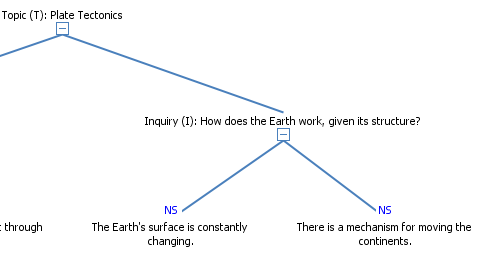 Topic (T): Plate Tectonics
Inquiry (I): How does the Earth work, given its structure?
NS
NS
through
The Earth's surface is constantly
changing.
There is a mechanism for moving the
continents.